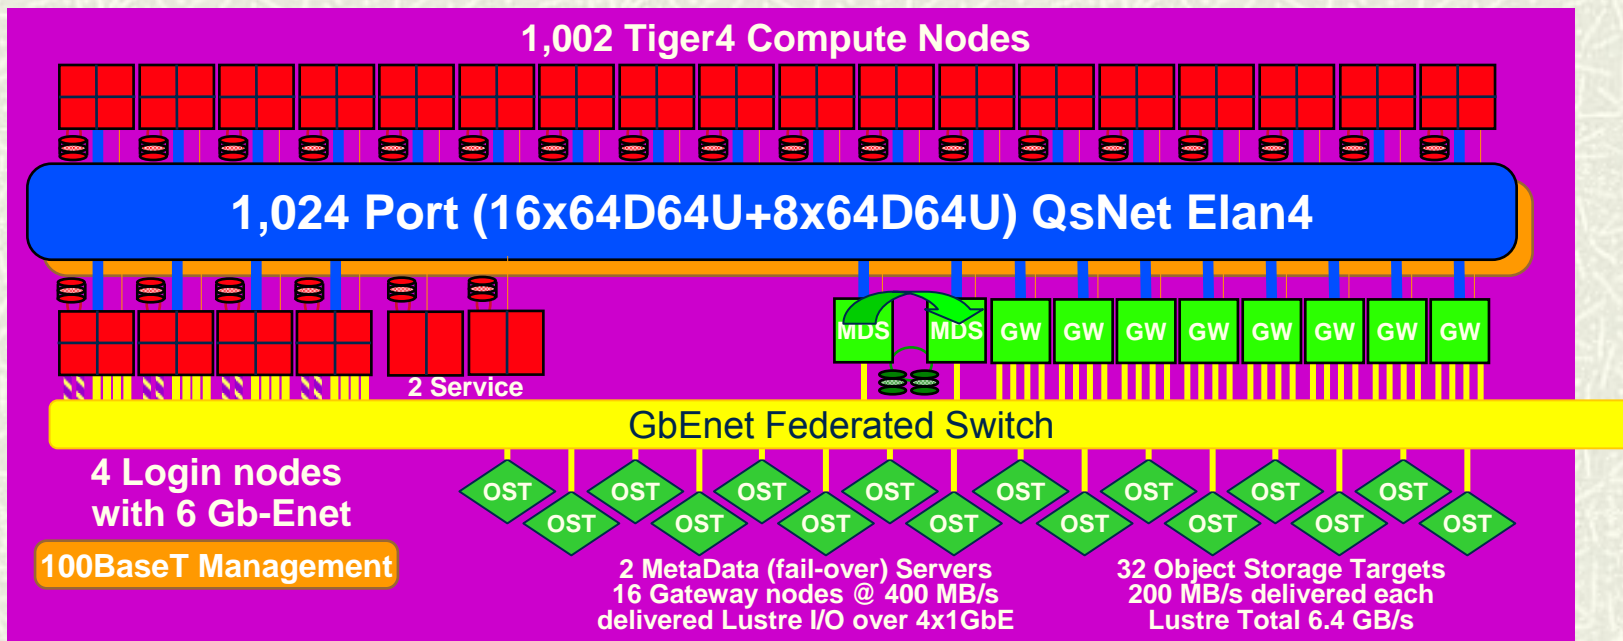 1,002 Tiger4 Compute Nodes
1,024 Port (16x64D64U+8x64D64U) QsNet Elan4
MDS MDS GW GW GW GW GW GW GW GW
2 Service
GbEnet Federated Switch
4 Login nodes
with 6 Gb-Enet
OST OST OST OST OST OST OST OST
OST OST OST OST OST OST OST OST
100BaseT Management
2 MetaData (fail-over) Servers
16 Gateway nodes @ 400 MB/s
delivered Lustre I/O over 4x1GbE
32 Object Storage Targets
200 MB/s delivered each
Lustre Total 6.4 GB/s